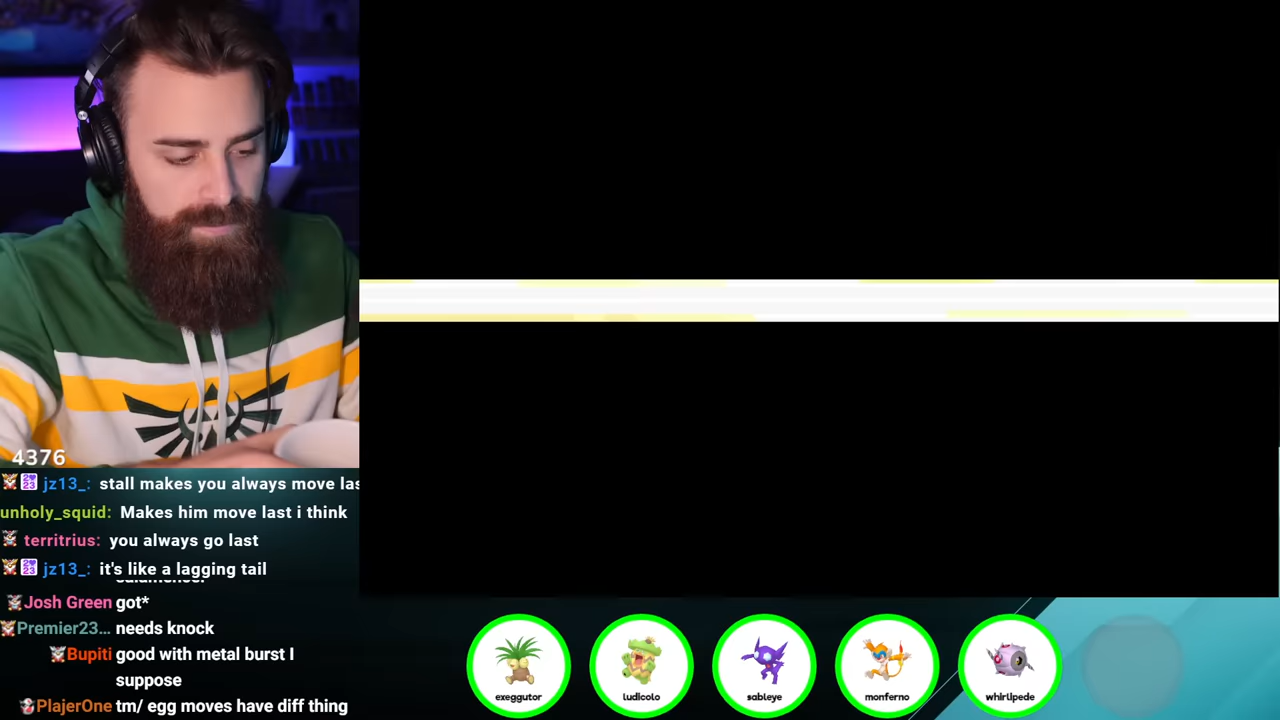 4376
jz13_: stall makes you always move las
unholy_squid: Makes him move last i think
territrius: you always go last
jz13_: it's like a lagging tail
Josh Green got*
Premier23... needs knock
Bupiti good with metal burst I
suppose
PlajerOne tm/ egg moves have diff thing
exeggutor
ludicolo
sableye
monferno
whirlipede